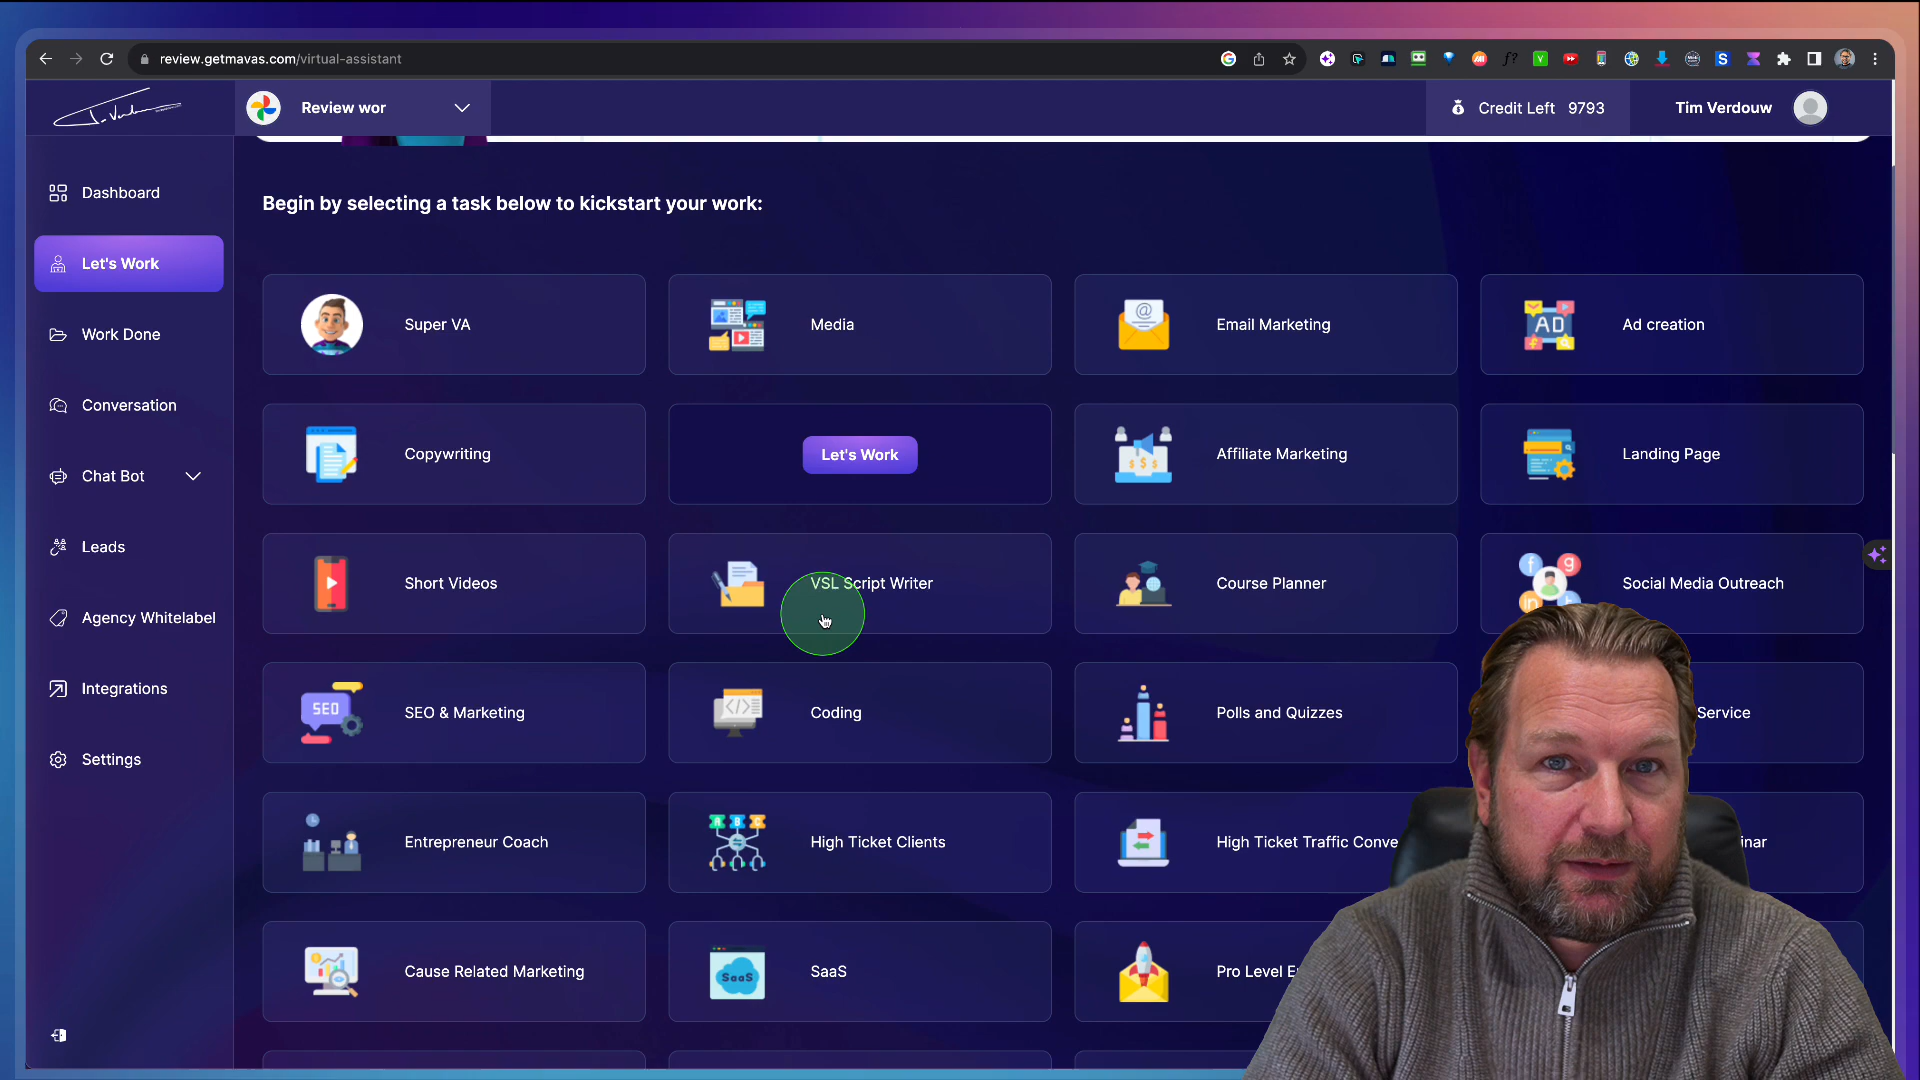 review.getmavas.com/virtual-assistant
Review wor
Credit Left 9793
Tim Verdouw
Dashboard
Let's Work
Work Done
Conversation
Chat Bot
Leads
Agency Whitelabel
Integrations
Settings
Begin by selecting a task below to kickstart your work:
Super VA
Media
Email Marketing
AD
Ad creation
Copywriting
Let's Work
Affiliate Marketing
Landing Page
Short Videos
VSL Script Writer
Course Planner
Social Media Outreach
SEO
SEO & Marketing
Coding
Polls and Quizzes
Service
Entrepreneur Coach
A B C
High Ticket Clients
High Ticket Traffic Conve
inar
Cause Related Marketing
SaaS
SaaS
Pro Level E